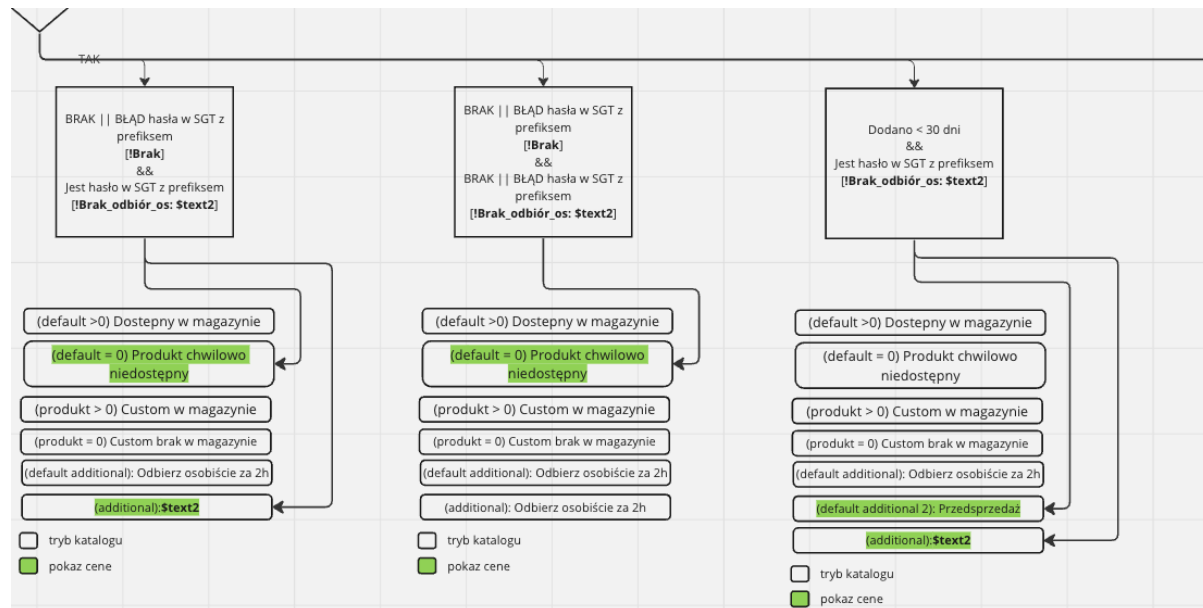 TAK
BRAK || BŁĄD hasła w SGT z
prefiksem
[!Brak]
&&
Jest hasło w SGT z prefiksem
[!Brak_odbiór_os: $text2]
(default >0) Dostepny w magazynie
(default = 0) Produkt chwilowo
niedostępny
(produkt > 0) Custom w magazynie
(produkt = 0) Custom brak w magazynie
(default additional): Odbierz osobiście za 2h
(additional):$text2
tryb katalogu
pokaz cene
BRAK || BŁĄD hasła w SGT z
prefiksem
[!Brak]
&&
BRAK || BŁĄD hasła w SGT z
prefiksem
[!Brak_odbiór_os: $text2]
(default >0) Dostepny w magazynie
(default = 0) Produkt chwilowo
niedostępny
(produkt > 0) Custom w magazynie
(produkt = 0) Custom brak w magazynie
(default additional): Odbierz osobiście za 2h
(additional): Odbierz osobiście za 2h
tryb katalogu
pokaz cene
Dodano < 30 dni
&&
Jest hasło w SGT z prefiksem
[!Brak_odbiór_os: $text2]
(default >0) Dostepny w magazynie
(default = 0) Produkt chwilowo
niedostępny
(produkt > 0) Custom w magazynie
(produkt = 0) Custom brak w magazynie
(default additional): Odbierz osobiście za 2h
(default additional 2): Przedsprzedaż
(additional):$text2
tryb katalogu
pokaz cene